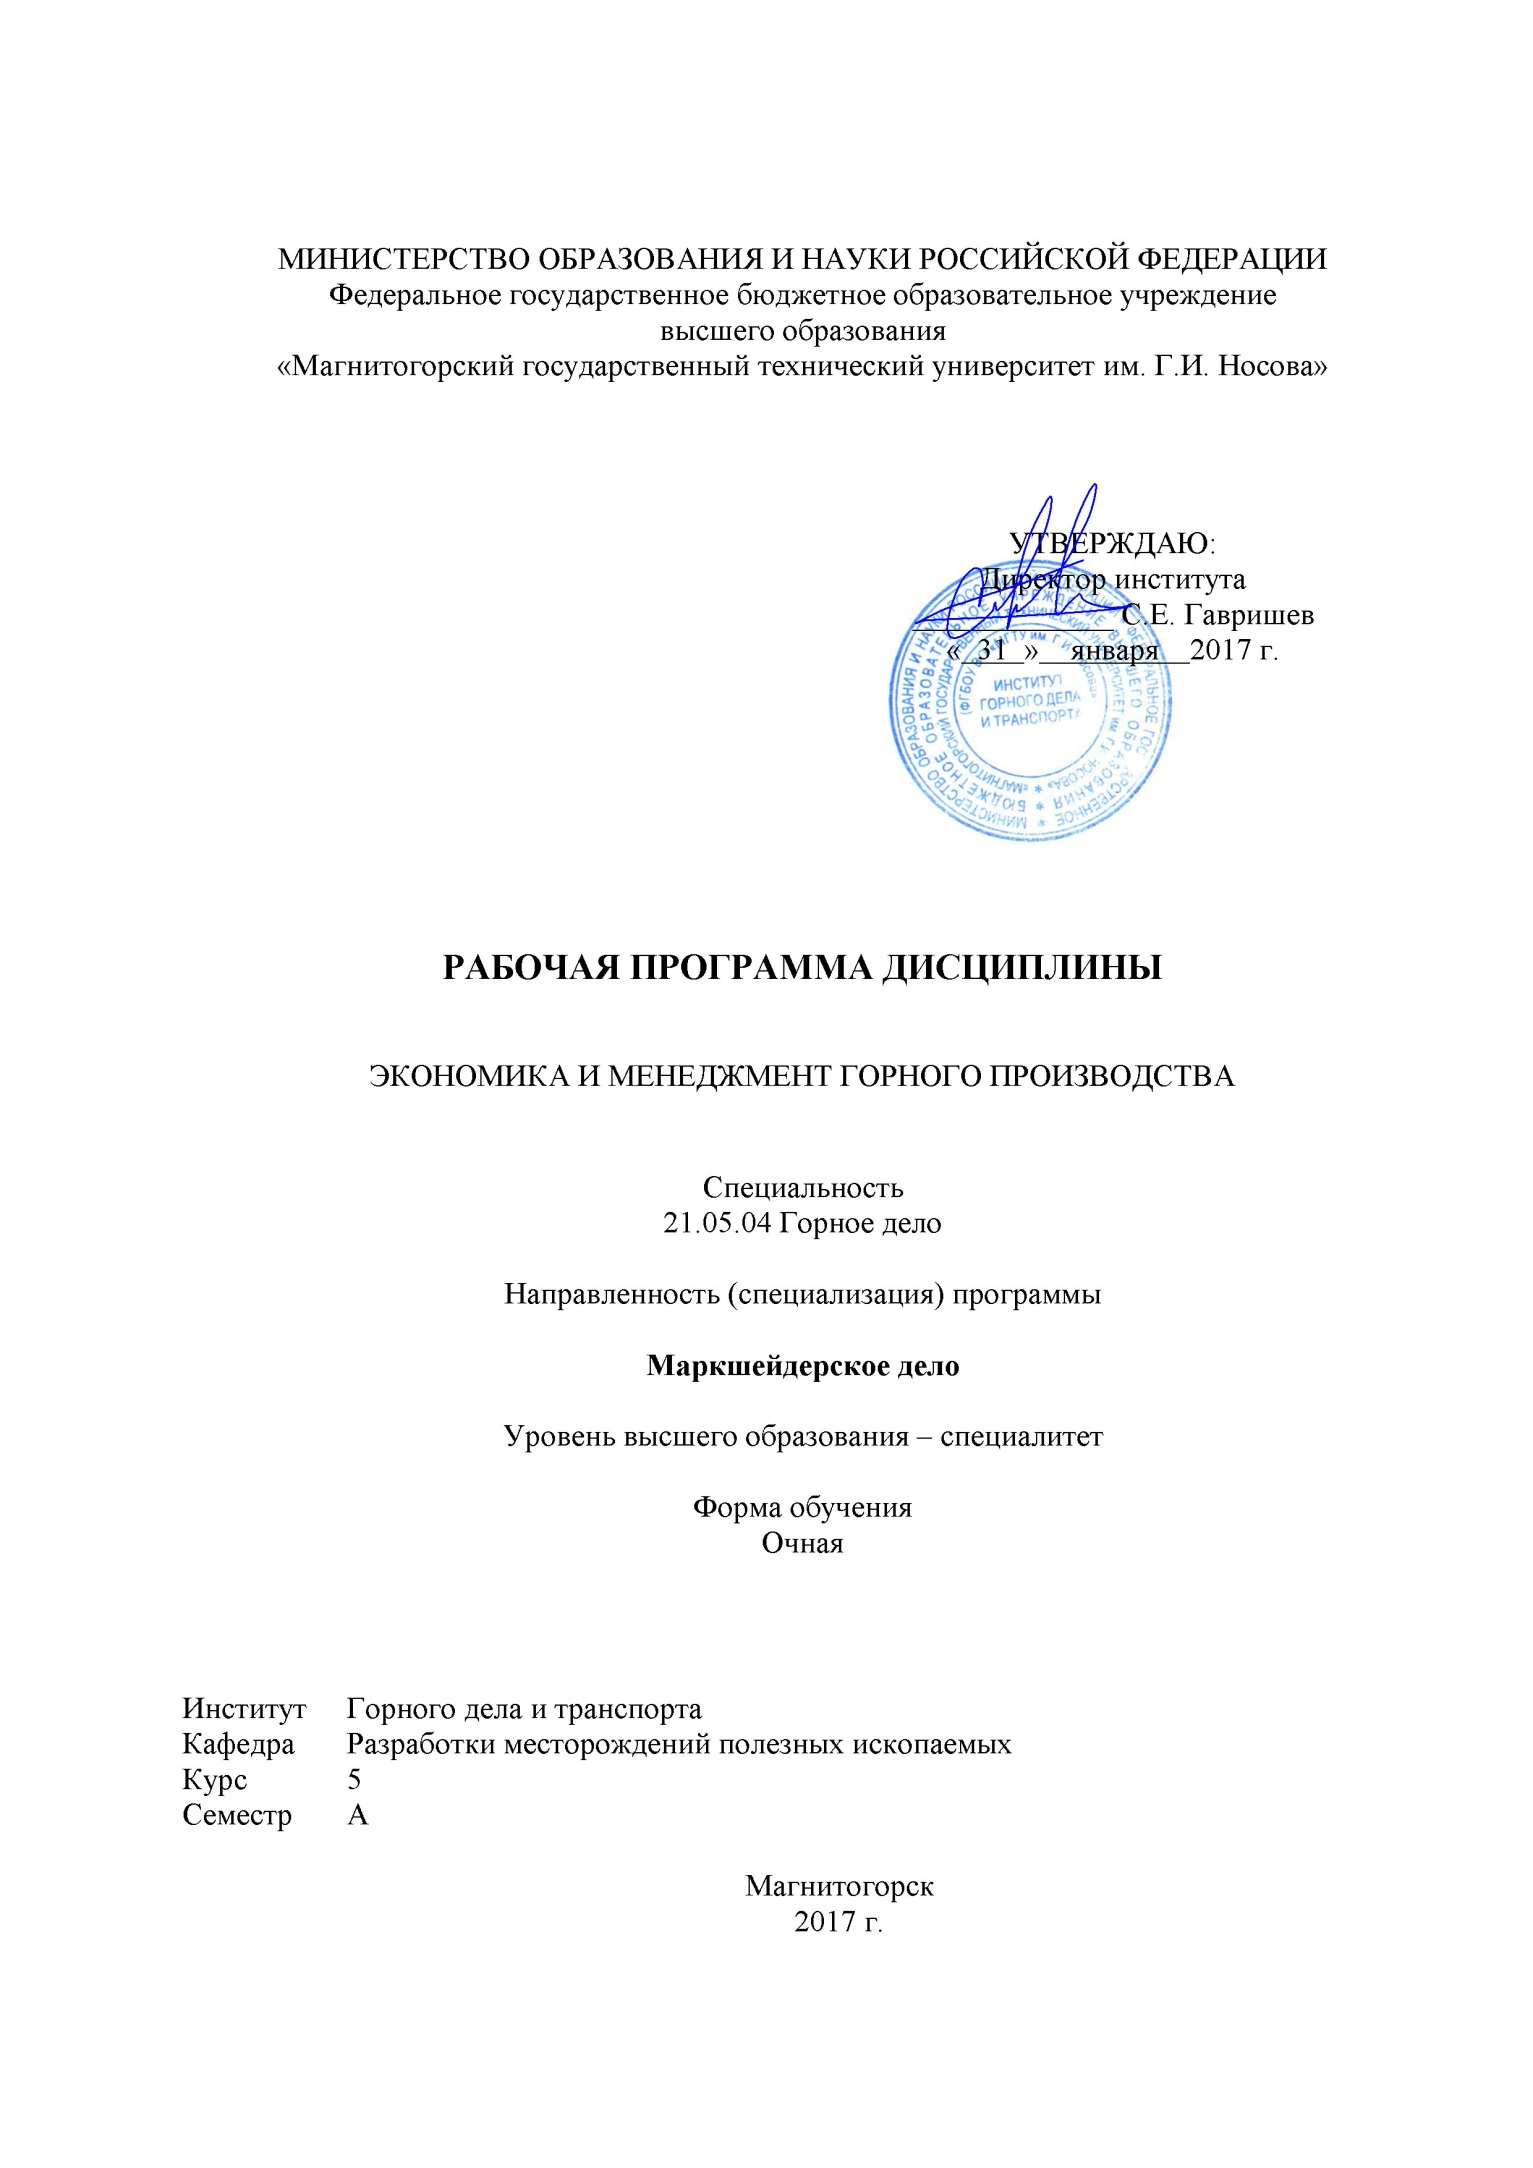 МИНИСТЕРСТВО ОБРАЗОВАНИЯ И НАУКИ РОССИЙСКОЙ ФЕДЕРАЦИИ
Федеральное государственное бюджетное образовательное учреждение
высшего образования
«Магнитогорский государственный технический университет им. Г.И. Носова»
УТВЕРЖДАЮ:
Директор института
_____________ С.Е. Гавришев
«_31_»__января__2017 г.
ИНСТИТУТ
ГОРНОГО ДЕЛА
И ТРАНСПОРТА
РАБОЧАЯ ПРОГРАММА ДИСЦИПЛИНЫ
ЭКОНОМИКА И МЕНЕДЖМЕНТ ГОРНОГО ПРОИЗВОДСТВА
Специальность
21.05.04 Горное дело
Направленность (специализация) программы
Маркшейдерское дело
Уровень высшего образования – специалитет
Форма обучения
Очная
Институт Горного дела и транспорта
Кафедра Разработки месторождений полезных ископаемых
Курс 5
Семестр А
Магнитогорск
2017 г.